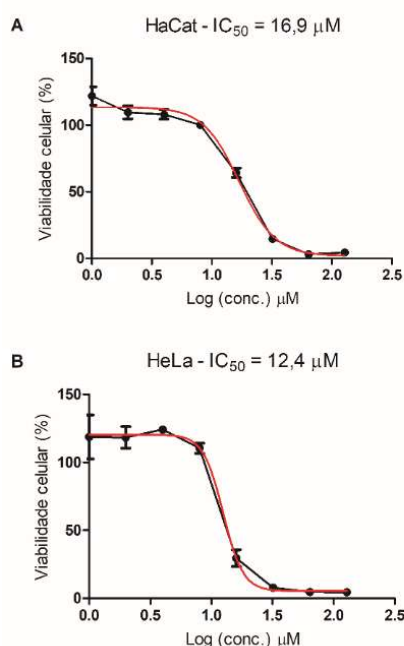 A
HaCat - IC50 = 16,9 µM
Viabilidade celular (%)
150
100
50
0
0.0 0.5 1.0 1.5 2.0 2.5
Log (conc.) µM
B
HeLa - IC50 = 12,4 µM
Viabilidade celular (%)
150
100
50
0
0.0 0.5 1.0 1.5 2.0 2.5
Log (conc.) µM